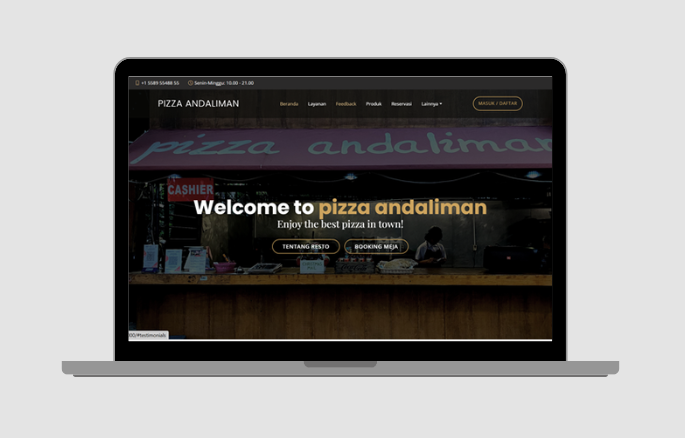 +1 5589 55488 55 Senin-Minggu: 10.00 - 21.00
PIZZA ANDALIMAN Beranda Layanan Feedback Produk Reservasi Lainnya MASUK / DAFTAR
pizza andaliman
CASHIER
Welcome to pizza andaliman
Enjoy the best pizza in town!
TENTANG RESTO BOOKING MEJA
00/#testimonials